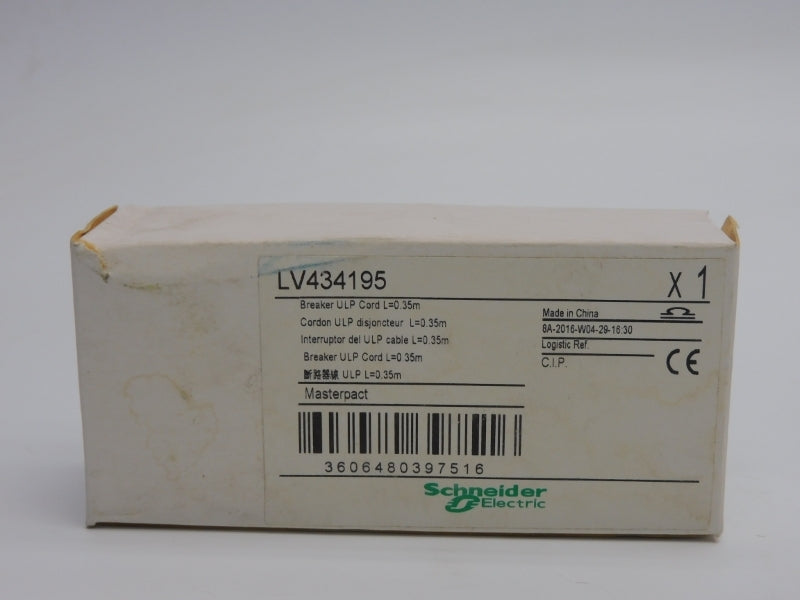 LV434195
X 1
Breaker ULP Cord L=0.35m
Cordon ULP disjoncteur L=0.35m
Interruptor del ULP cable L=0.35m
Breaker ULP Cord L=0.35m
ULP L=0.35m
Masterpact
Made in China
8A-2016-W04-29-16:30
Logistic Ref.
C.I.P.
CE
3606480397516
Schneider
Electric